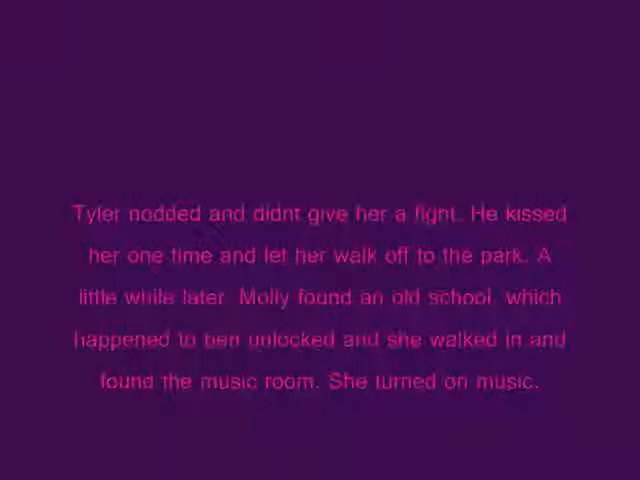 Tyler nodded and didnt give her a fight. He kissed
her one time and let her walk off to the park. A
little while later, Molly found an old school, which
happened to ben unlocked and she walked in and
found the music room. She turned on music.